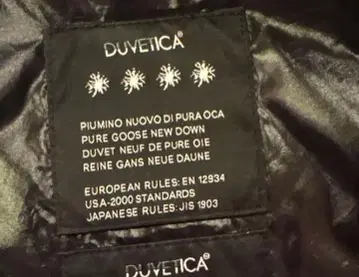 DUVETICA®
PIUMINO NUOVO DI PURA OCA
PURE GOOSE NEW DOWN
DUVET NEUF DE PURE OIE
REINE GANS NEUE DAUNE
EUROPEAN RULES: EN 12934
USA-2000 STANDARDS
JAPANESE RULES: JIS 1903
DUVETICA®